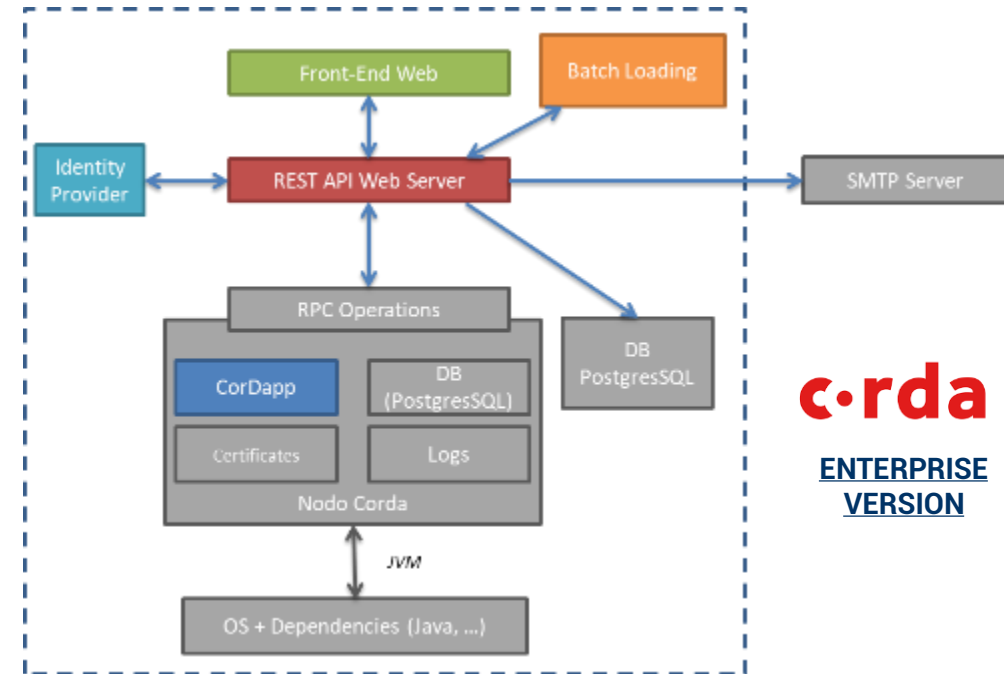 Front-End Web
Batch Loading
Identity
Provider
REST API Web Server
SMTP Server
RPC Operations
CorDapp
DB
(PostgresSQL)
DB
PostgresSQL
Certificates
Logs
Nodo Corda
c·rda
ENTERPRISE
VERSION
JVM
OS + Dependencies (Java, ...)